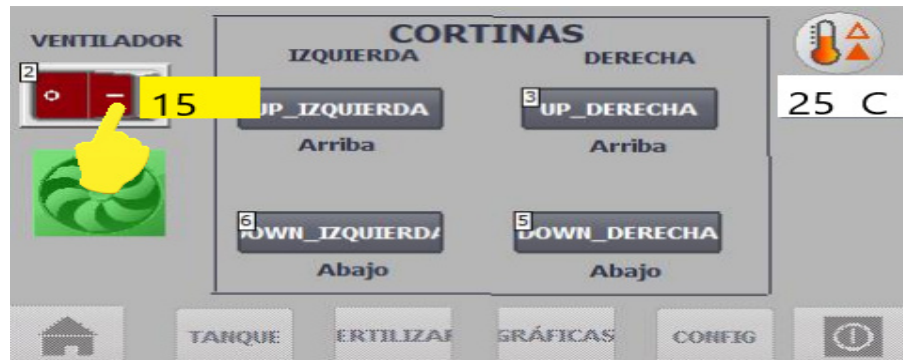 VENTILADOR
CORTINAS
IZQUIERDA
DERECHA
2
15
UP_IZQUIERDA
3
UP_DERECHA
25 C
Arriba
Arriba
6
OWN_IZQUIERDA
5
DOWN_DERECHA
Abajo
Abajo
TANQUE
ERTILIZAR
GRÁFICAS
CONFIG